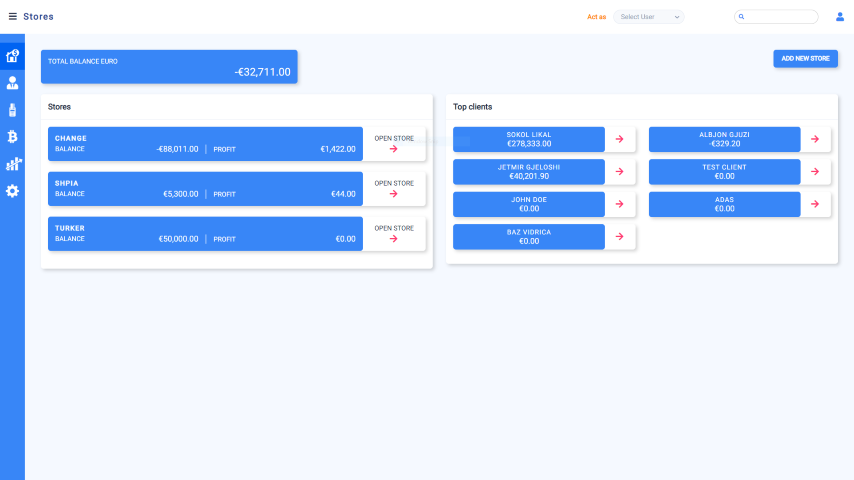 Stores
Act as
Select User
TOTAL BALANCE EURO
-€32,711.00
ADD NEW STORE
Stores
CHANGE
BALANCE -€88,011.00 | PROFIT €1,422.00
OPEN STORE
SHPIA
BALANCE €5,300.00 | PROFIT €44.00
OPEN STORE
TURKER
BALANCE €50,000.00 | PROFIT €0.00
OPEN STORE
Top clients
SOKOL LIKAL
€278,333.00
ALBJON GJUZI
-€329.20
JETMIR GJELOSHI
€40,201.90
TEST CLIENT
€0.00
JOHN DOE
€0.00
ADAS
€0.00
BAZ VIDRICA
€0.00